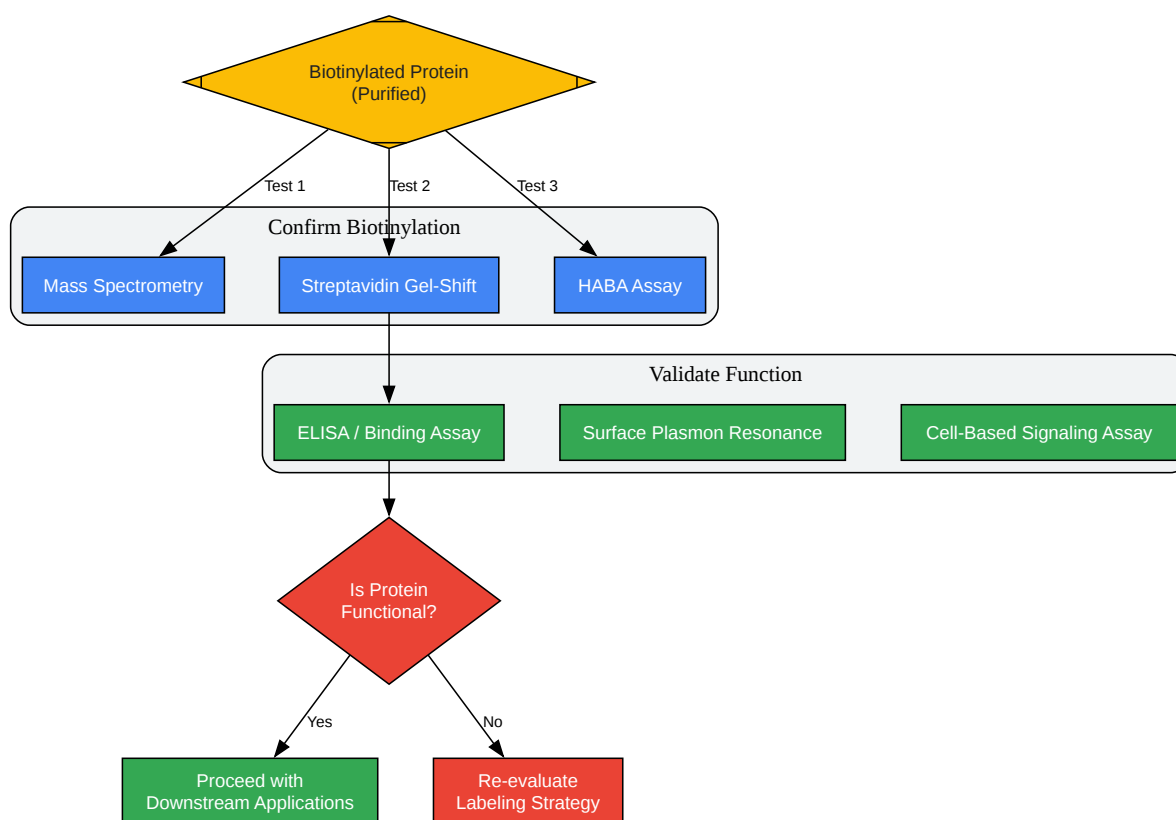 Biotinylated Protein
(Purified)
Test 1
Test 2
Test 3
Confirm Biotinylation
Mass Spectrometry
Streptavidin Gel-Shift
HABA Assay
Validate Function
ELISA / Binding Assay
Surface Plasmon Resonance
Cell-Based Signaling Assay
Is Protein
Functional?
Yes
No
Proceed with
Downstream Applications
Re-evaluate
Labeling Strategy